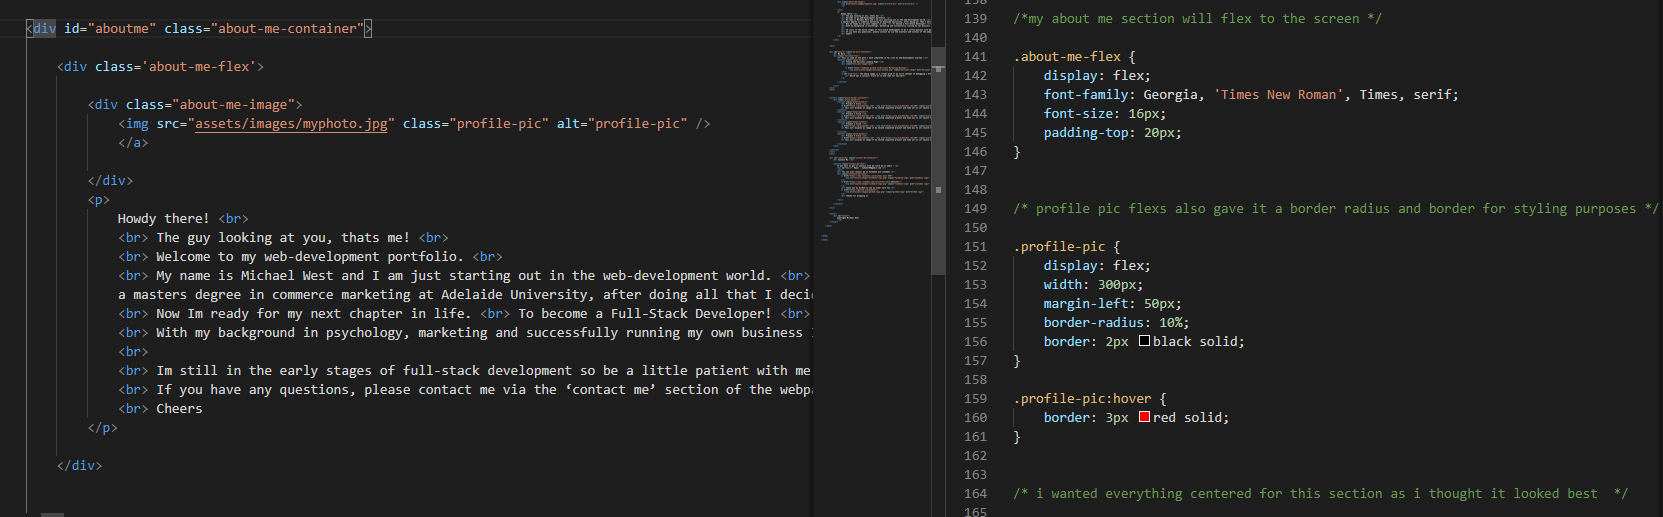 <div id="aboutme" class="about-me-container">
<div class='about-me-flex'>
<div class="about-me-image">
<img src="assets/images/myphoto.jpg" class="profile-pic" alt="profile-pic" />
</a>
</div>
<p>
Howdy there! <br>
<br> The guy looking at you, thats me! <br>
<br> Welcome to my web-development portfolio. <br>
<br> My name is Michael West and I am just starting out in the web-development world. <br>
a masters degree in commerce marketing at Adelaide University, after doing all that I deci
<br> Now Im ready for my next chapter in life. <br> To become a Full-Stack Developer! <br>
<br> With my background in psychology, marketing and successfully running my own business
<br>
<br> Im still in the early stages of full-stack development so be a little patient with me
<br> If you have any questions, please contact me via the ‘contact me’ section of the webp
<br> Cheers
</p>
</div>
138
139 /*my about me section will flex to the screen */
140
141 .about-me-flex {
142 display: flex;
143 font-family: Georgia, 'Times New Roman', Times, serif;
144 font-size: 16px;
145 padding-top: 20px;
146 }
147
148
149 /* profile pic flexs also gave it a border radius and border for styling purposes */
150
151 .profile-pic {
152 display: flex;
153 width: 300px;
154 margin-left: 50px;
155 border-radius: 10%;
156 border: 2px black solid;
157 }
158
159 .profile-pic:hover {
160 border: 3px red solid;
161 }
162
163
164 /* i wanted everything centered for this section as i thought it looked best  */
165